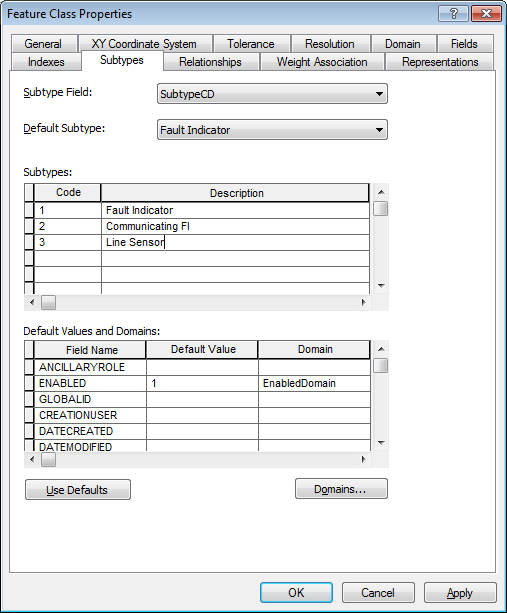 Feature Class Properties
General XY Coordinate System Tolerance Resolution Domain Fields
Indexes Subtypes Relationships Weight Association Representations
Subtype Field: SubtypeCD
Default Subtype: Fault Indicator
Subtypes:
Code Description
1 Fault Indicator
2 Communicating FI
3 Line Sensor
Default Values and Domains:
Field Name Default Value Domain
ANCILLARYROLE
ENABLED 1 EnabledDomain
GLOBALID
CREATIONUSER
DATECREATED
DATEMODIFIED
Use Defaults Domains...
OK Cancel Apply